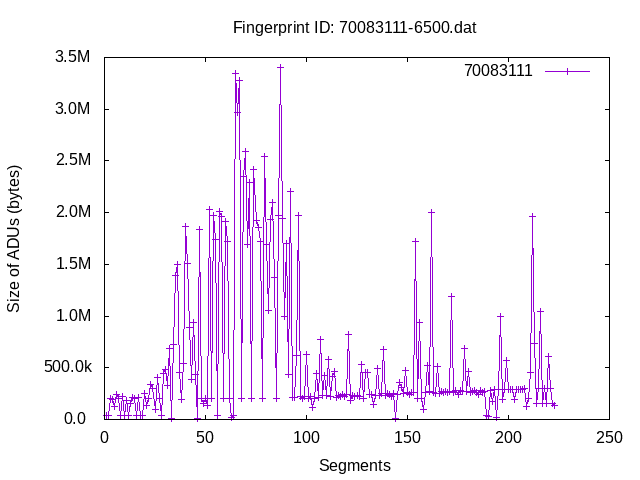 Fingerprint ID: 70083111-6500.dat
70083111
Size of ADUs (bytes)
3.5M
3.0M
2.5M
2.0M
1.5M
1.0M
500.0k
0.0
0 50 100 150 200 250
Segments